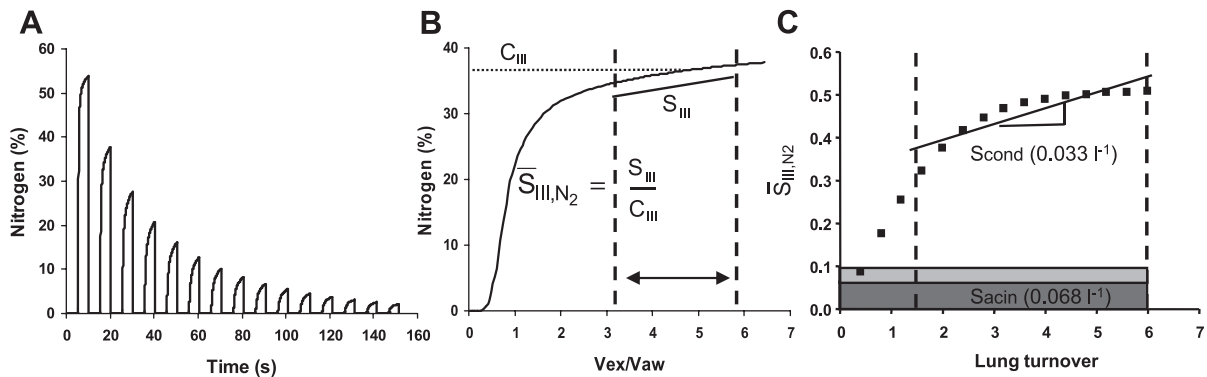 A
Nitrogen (%)
60
50
40
30
20
10
0
0 20 40 60 80 100 120 140 160
Time (s)
B
Nitrogen (%)
40
30
20
10
0
C_III
S_III
S̅_III,N₂ = S_III / C_III
0 1 2 3 4 5 6 7
Vex/Vaw
C
S̅_III,N2
0.6
0.5
0.4
0.3
0.2
0.1
0.0
Scond (0.033 l⁻¹)
Sacin (0.068 l⁻¹)
0 1 2 3 4 5 6 7
Lung turnover